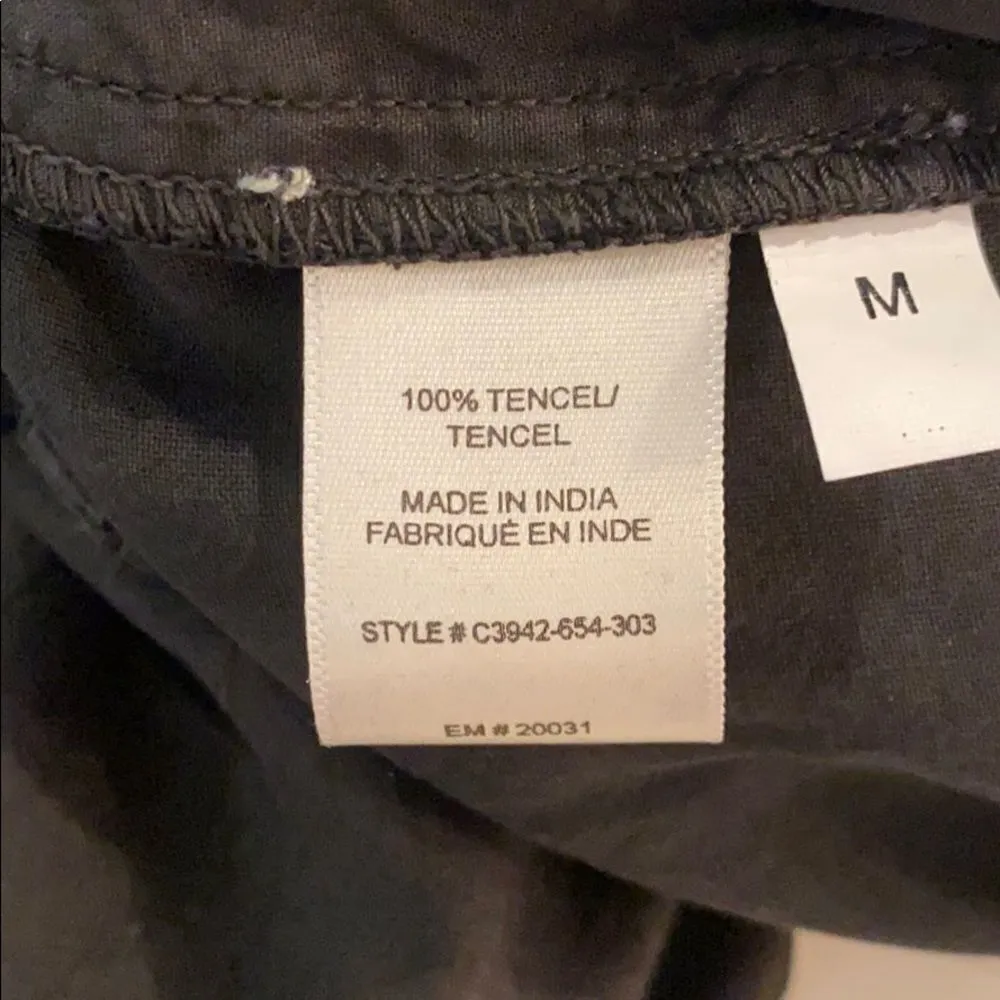 100% TENCEL/
TENCEL
MADE IN INDIA
FABRIQUÉ EN INDE
STYLE # C3942-654-303
EM # 20031
M